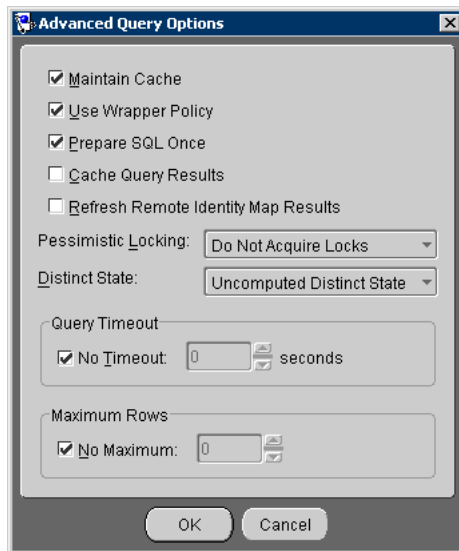 Advanced Query Options
Maintain Cache
Use Wrapper Policy
Prepare SQL Once
Cache Query Results
Refresh Remote Identity Map Results
Pessimistic Locking: Do Not Acquire Locks
Distinct State: Uncomputed Distinct State
Query Timeout
No Timeout: 0 seconds
Maximum Rows
No Maximum: 0
OK Cancel